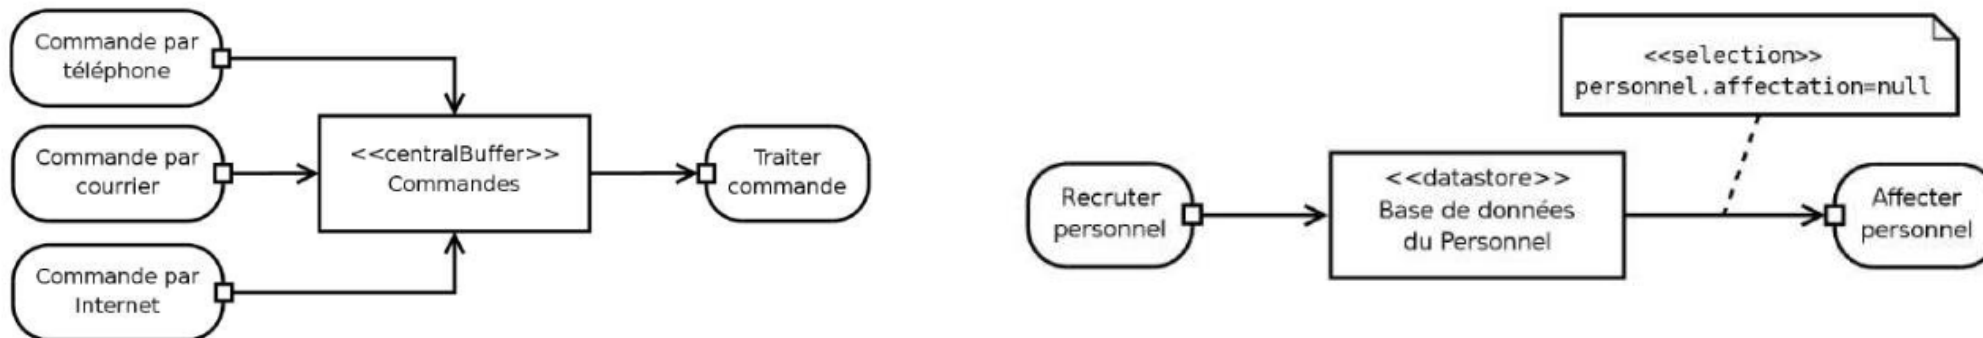 Commande par
téléphone
Commande par
courrier
Commande par
Internet
<<centralBuffer>>
Commandes
Traiter
commande
<<selection>>
personnel.affectation=null
Recruter
personnel
<<datastore>>
Base de données
du Personnel
Affecter
personnel